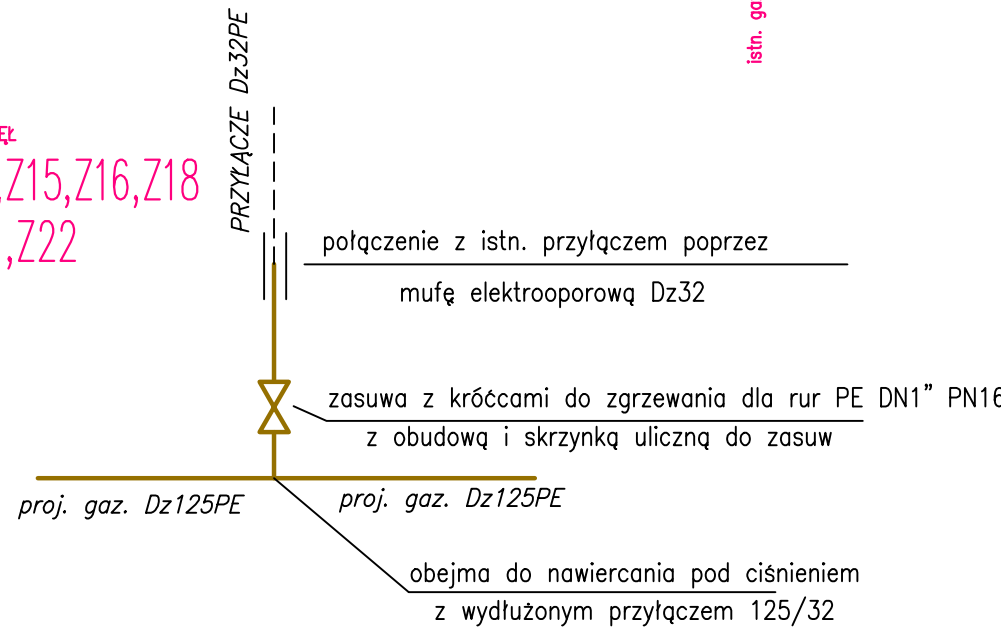 PRZYŁĄCZE Dz32PE
istn.
,Z15,Z16,Z18
,Z22
połączenie z istn. przyłączem poprzez
mufę elektrooporową Dz32
zasuwa z króćcami do zgrzewania dla rur PE DN1" PN16
z obudową i skrzynką uliczną do zasuw
proj. gaz. Dz125PE
proj. gaz. Dz125PE
obejma do nawiercania pod ciśnieniem
z wydłużonym przyłączem 125/32